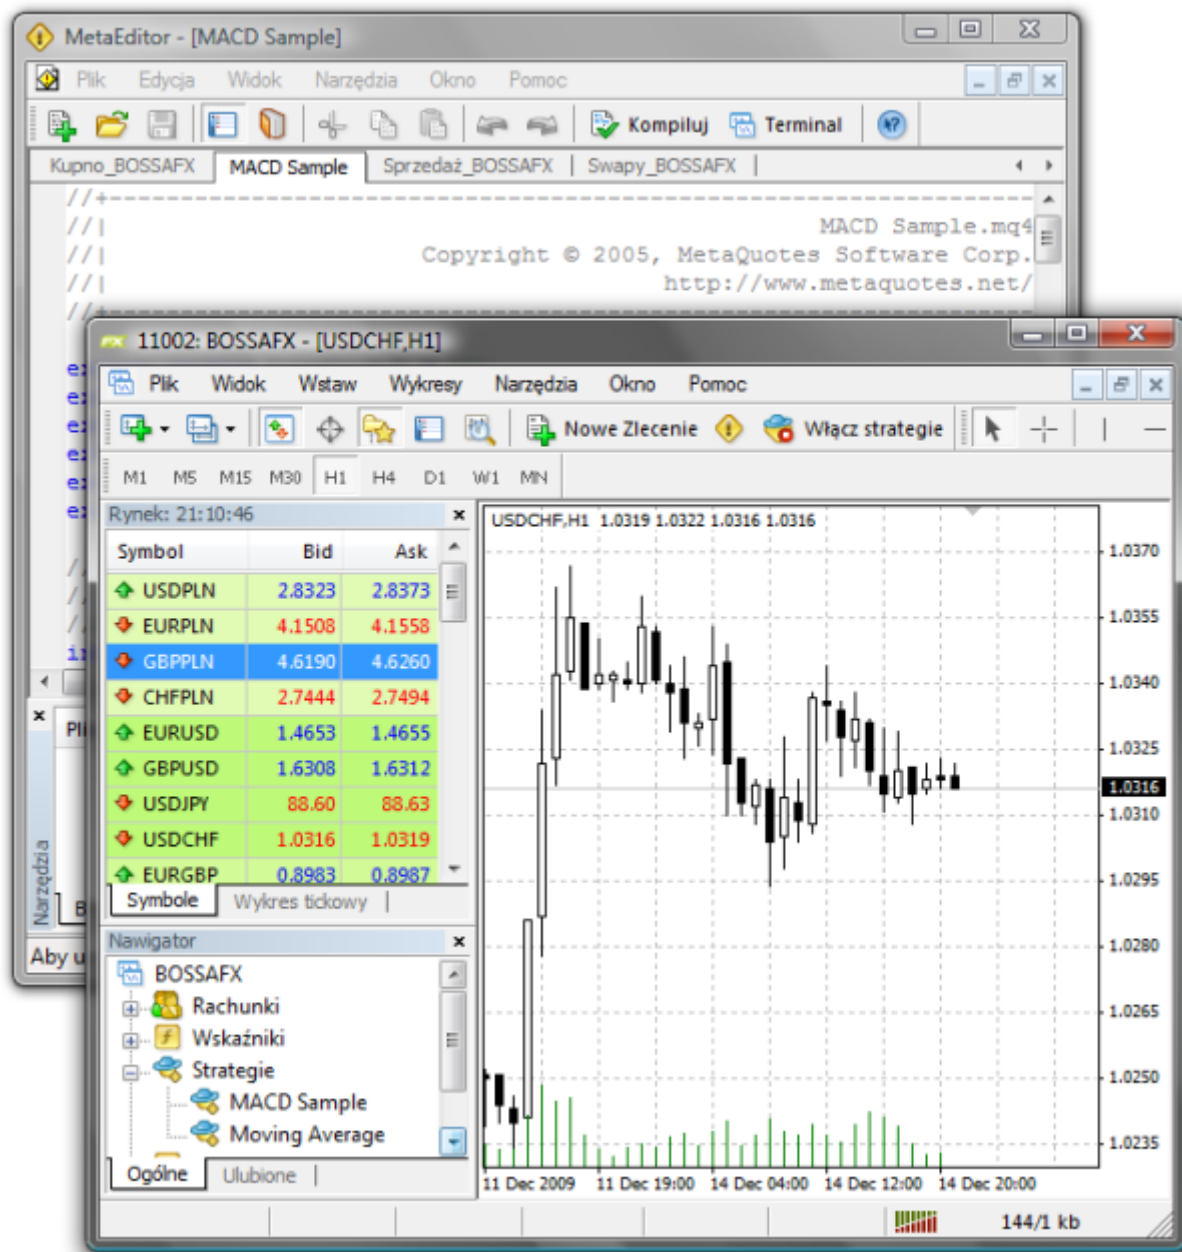 MetaEditor - [MACD Sample]
Plik Edycja Widok Narzędzia Okno Pomoc
Kompiluj Terminal
Kupno_BOSSAFX MACD Sample Sprzedaż_BOSSAFX Swapy_BOSSAFX
//+------------------------------------------------------------------
//| MACD Sample.mq4
//| Copyright © 2005, MetaQuotes Software Corp.
//| http://www.metaquotes.net/
//+------------------------------------------------------------------
11002: BOSSAFX - [USDCHF,H1]
Plik Widok Wstaw Wykresy Narzędzia Okno Pomoc
Nowe Zlecenie Włącz strategie
M1 M5 M15 M30 H1 H4 D1 W1 MN
Rynek: 21:10:46
Symbol Bid Ask
USDPLN 2.8323 2.8373
EURPLN 4.1508 4.1558
GBPPLN 4.6190 4.6260
CHFPLN 2.7444 2.7494
EURUSD 1.4653 1.4655
GBPUSD 1.6308 1.6312
USDJPY 88.60 88.63
USDCHF 1.0316 1.0319
EURGBP 0.8983 0.8987
Symbole Wykres tickowy
Nawigator
BOSSAFX
Rachunki
Wskaźniki
Strategie
MACD Sample
Moving Average
Ogólne Ulubione
USDCHF,H1 1.0319 1.0322 1.0316 1.0316
1.0370
1.0355
1.0340
1.0325
1.0316
1.0310
1.0295
1.0280
1.0265
1.0250
1.0235
11 Dec 2009 11 Dec 19:00 14 Dec 04:00 14 Dec 12:00 14 Dec 20:00
144/1 kb
Narzędzia
Aby